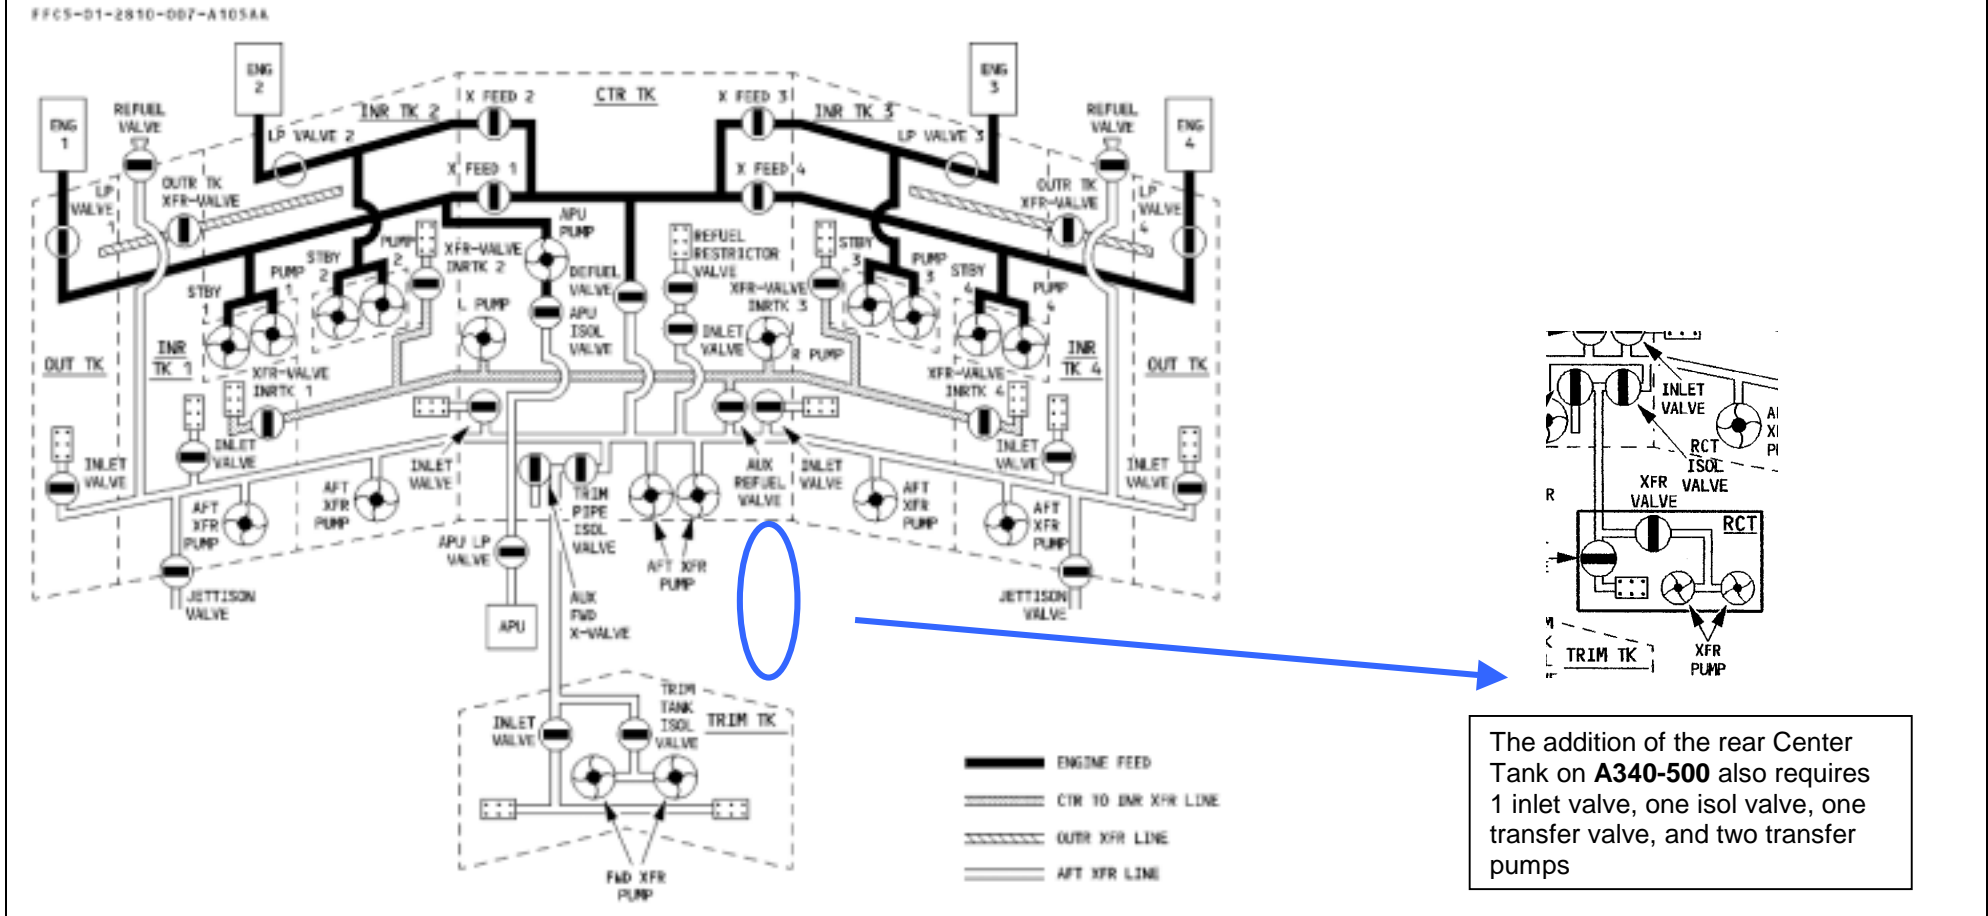 FFC5-01-2810-007-A105AA
ENG
1
ENG
2
ENG
3
ENG
4
REFUEL
VALVE
REFUEL
VALVE
INR TK 2
CTR TK
INR TK 3
X FEED 2
X FEED 3
LP VALVE 2
LP VALVE 3
X FEED 1
X FEED 4
LP
VALVE
1
OUTR TK
XFR-VALVE
OUTR TK
XFR-VALVE
LP
VALVE
4
STBY
1
PUMP
1
STBY
2
PUMP
2
XFR-VALVE
INRTK 2
APU
PUMP
DEFUEL
VALVE
REFUEL
RESTRICTOR
VALVE
XFR-VALVE
INRTK 3
STBY
3
PUMP
3
STBY
4
PUMP
4
L PUMP
APU
ISOL
VALVE
INLET
VALVE
R PUMP
OUT TK
INR
TK 1
XFR-VALVE
INRTK 1
XFR-VALVE
INRTK 4
INR
TK 4
OUT TK
INLET
VALVE
INLET
VALVE
INLET
VALVE
AUX
REFUEL
VALVE
INLET
VALVE
INLET
VALVE
INLET
VALVE
AFT
XFR
PUMP
AFT
XFR
PUMP
TRIM
PIPE
ISOL
VALVE
AFT XFR
PUMP
AFT
XFR
PUMP
AFT
XFR
PUMP
APU LP
VALVE
JETTISON
VALVE
JETTISON
VALVE
APU
AUX
FWD
X-VALVE
INLET
VALVE
TRIM
TANK
ISOL
VALVE
TRIM TK
FWD XFR
PUMP
ENGINE FEED
CTR TO INR XFR LINE
OUTR XFR LINE
AFT XFR LINE
INLET
VALVE
RCT
ISOL
VALVE
XFR
VALVE
RCT
TRIM TK
XFR
PUMP
The addition of the rear Center
Tank on A340-500 also requires
1 inlet valve, one isol valve, one
transfer valve, and two transfer
pumps